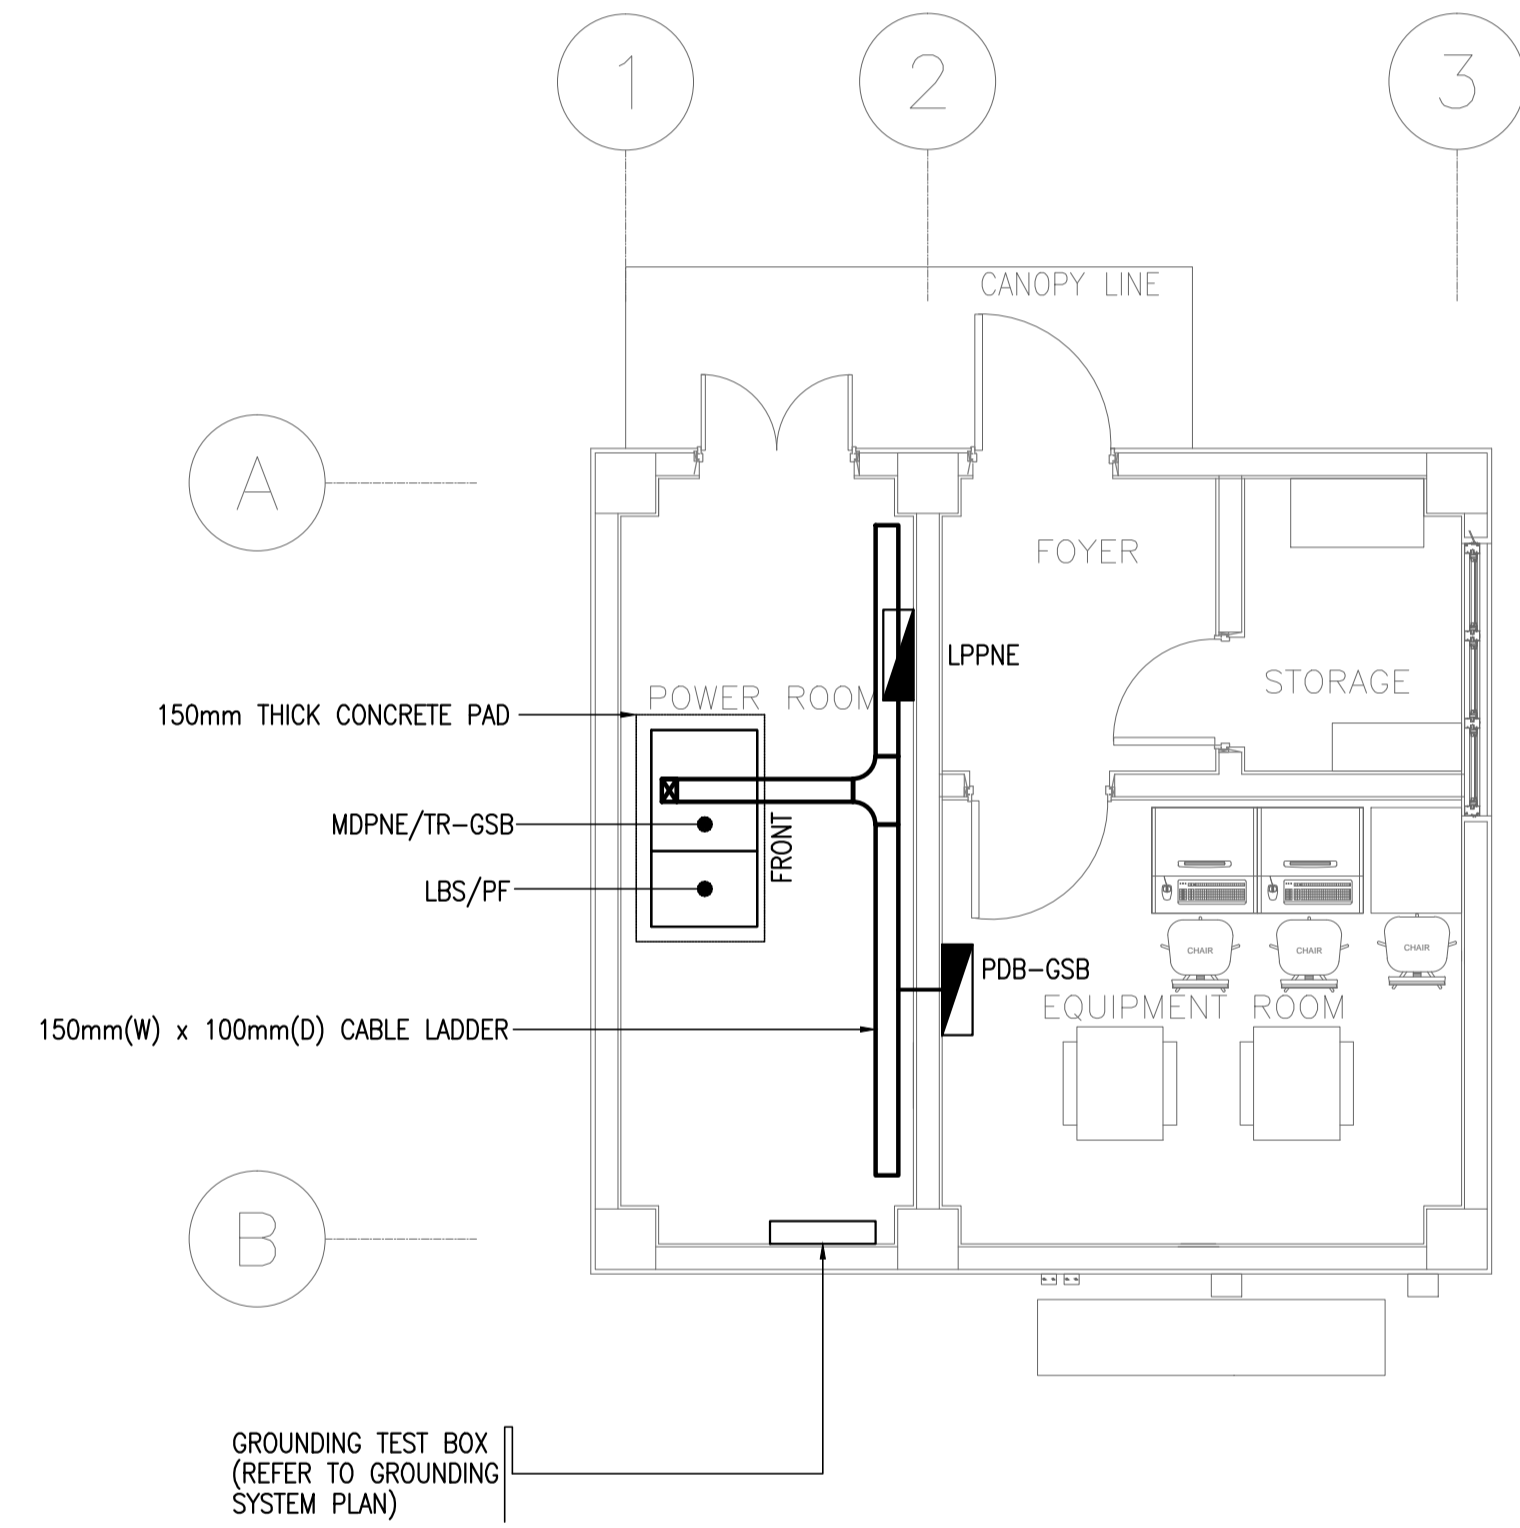 1
2
3
CANOPY LINE
A
FOYER
LPPNE
STORAGE
POWER ROOM
150mm THICK CONCRETE PAD
MDPNE/TR-GSB
FRONT
LBS/PF
CHAIR
CHAIR
CHAIR
PDB-GSB
EQUIPMENT ROOM
150mm(W) x 100mm(D) CABLE LADDER
B
GROUNDING TEST BOX
(REFER TO GROUNDING
SYSTEM PLAN)